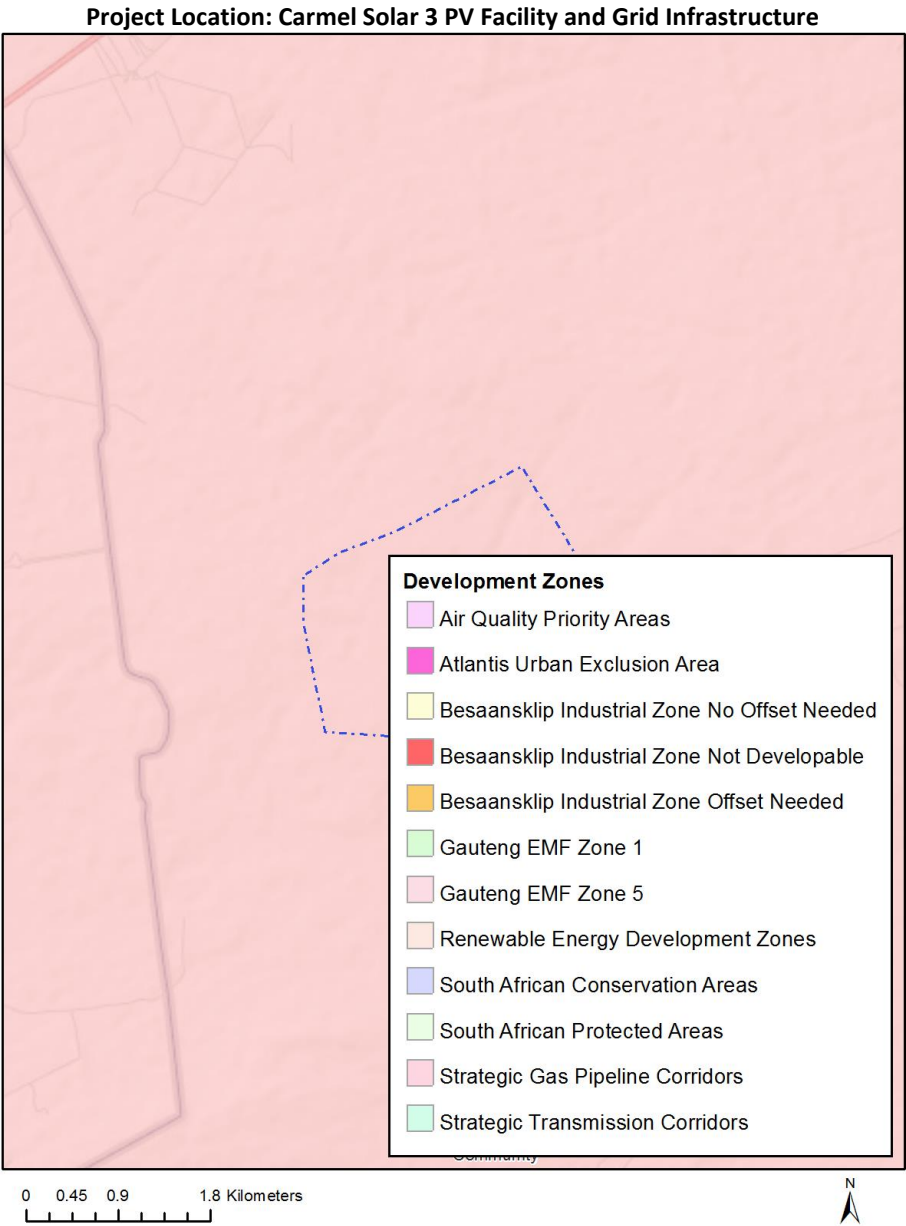 Project Location: Carmel Solar 3 PV Facility and Grid Infrastructure
Development Zones
Air Quality Priority Areas
Atlantis Urban Exclusion Area
Besaansklip Industrial Zone No Offset Needed
Besaansklip Industrial Zone Not Developable
Besaansklip Industrial Zone Offset Needed
Gauteng EMF Zone 1
Gauteng EMF Zone 5
Renewable Energy Development Zones
South African Conservation Areas
South African Protected Areas
Strategic Gas Pipeline Corridors
Strategic Transmission Corridors
Community
0 0.45 0.9 1.8 Kilometers
N